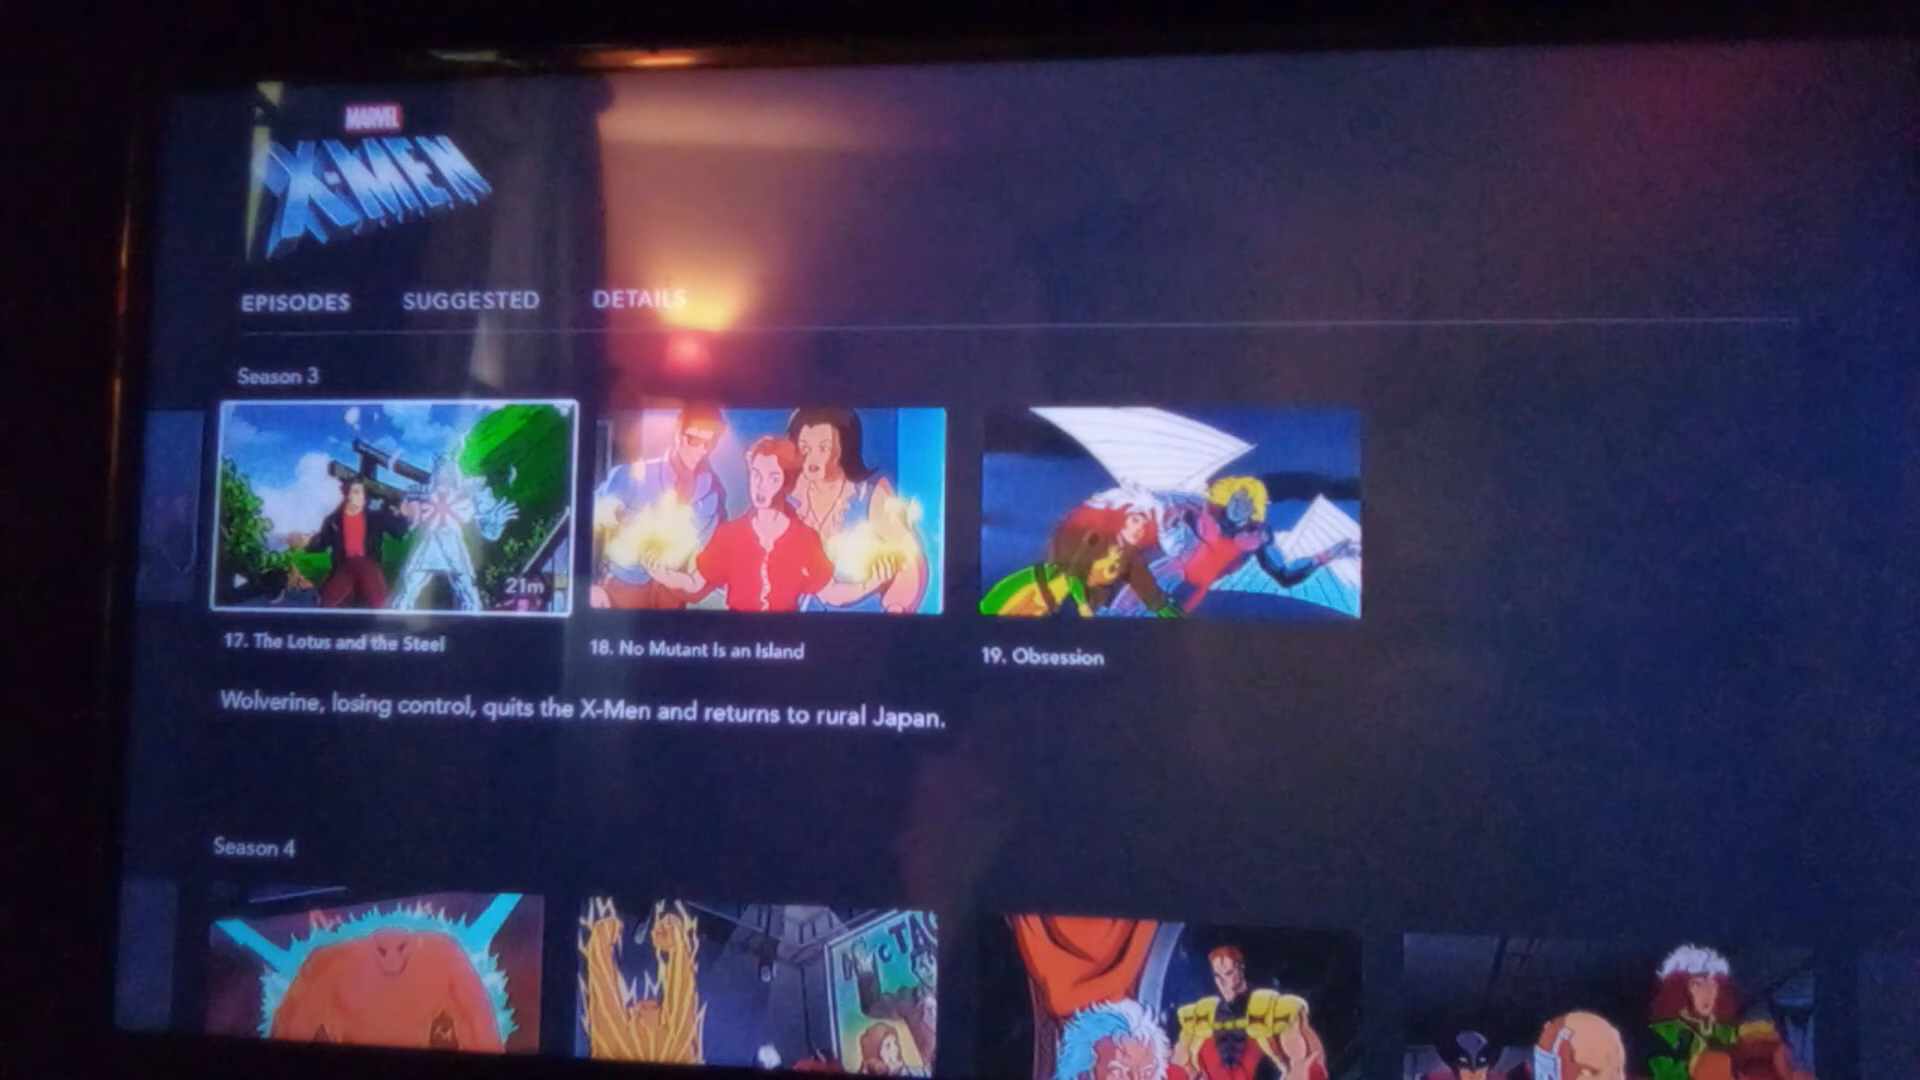 MARVEL
X-MEN
EPISODES SUGGESTED DETAILS
Season 3
21m
17. The Lotus and the Steel 18. No Mutant Is an Island 19. Obsession
Wolverine, losing control, quits the X-Men and returns to rural Japan.
Season 4